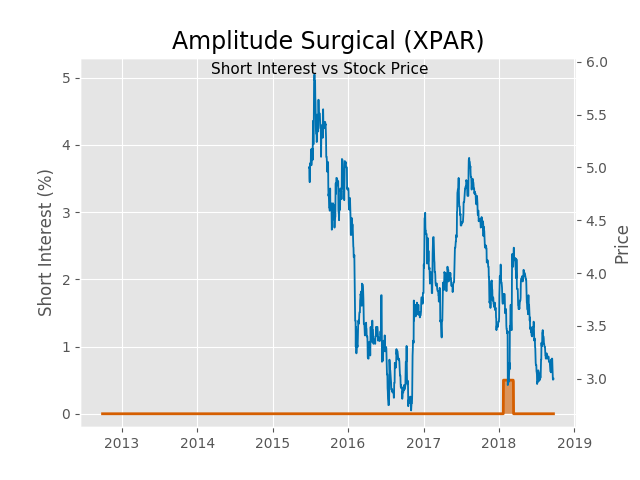 Amplitude Surgical (XPAR)
Short Interest vs Stock Price
Short Interest (%)
5
4
3
2
1
0
6.0
5.5
5.0
4.5
4.0
3.5
3.0
Price
2013 2014 2015 2016 2017 2018 2019